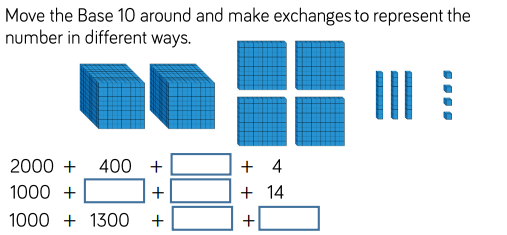 Move the Base 10 around and make exchanges to represent the
number in different ways.
2000 + 400 + + 4
1000 + + + 14
1000 + 1300 + +